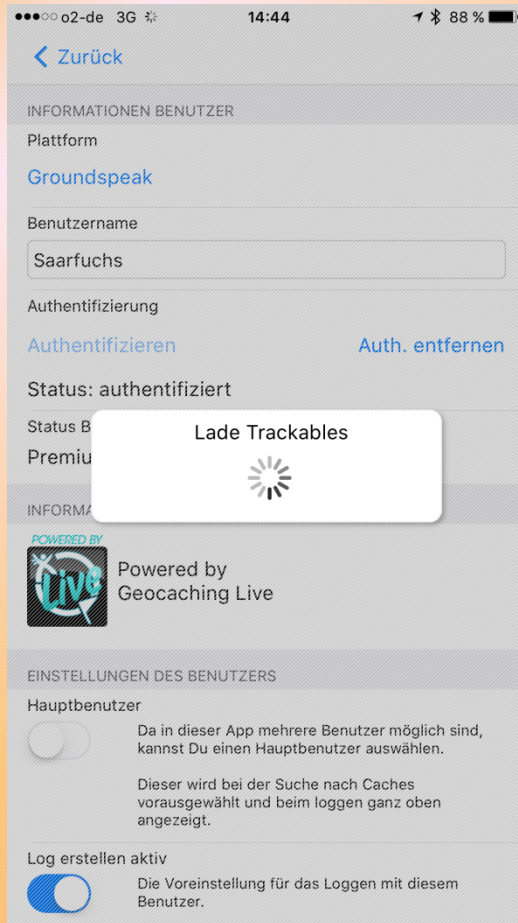 o2-de 3G 14:44 88 %
Zurück
INFORMATIONEN BENUTZER
Plattform
Groundspeak
Benutzername
Saarfuchs
Authentifizierung
Authentifizieren Auth. entfernen
Status: authentifiziert
Status B
Lade Trackables
Premiu
INFORMA
POWERED BY
Live
Powered by
Geocaching Live
EINSTELLUNGEN DES BENUTZERS
Hauptbenutzer
Da in dieser App mehrere Benutzer möglich sind,
kannst Du einen Hauptbenutzer auswählen.
Dieser wird bei der Suche nach Caches
vorausgewählt und beim loggen ganz oben
angezeigt.
Log erstellen aktiv
Die Voreinstellung für das Loggen mit diesem
Benutzer.